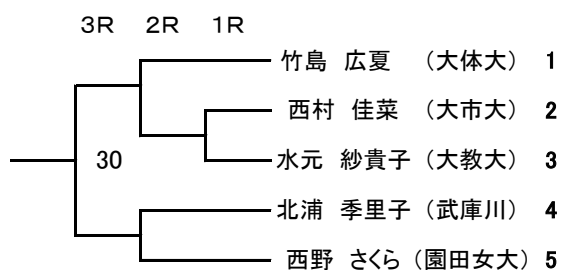 3R 2R 1R
竹島 広夏 (大体大) 1
西村 佳菜 (大市大) 2
30
水元 紗貴子 (大教大) 3
北浦 季里子 (武庫川) 4
西野 さくら (園田女大) 5